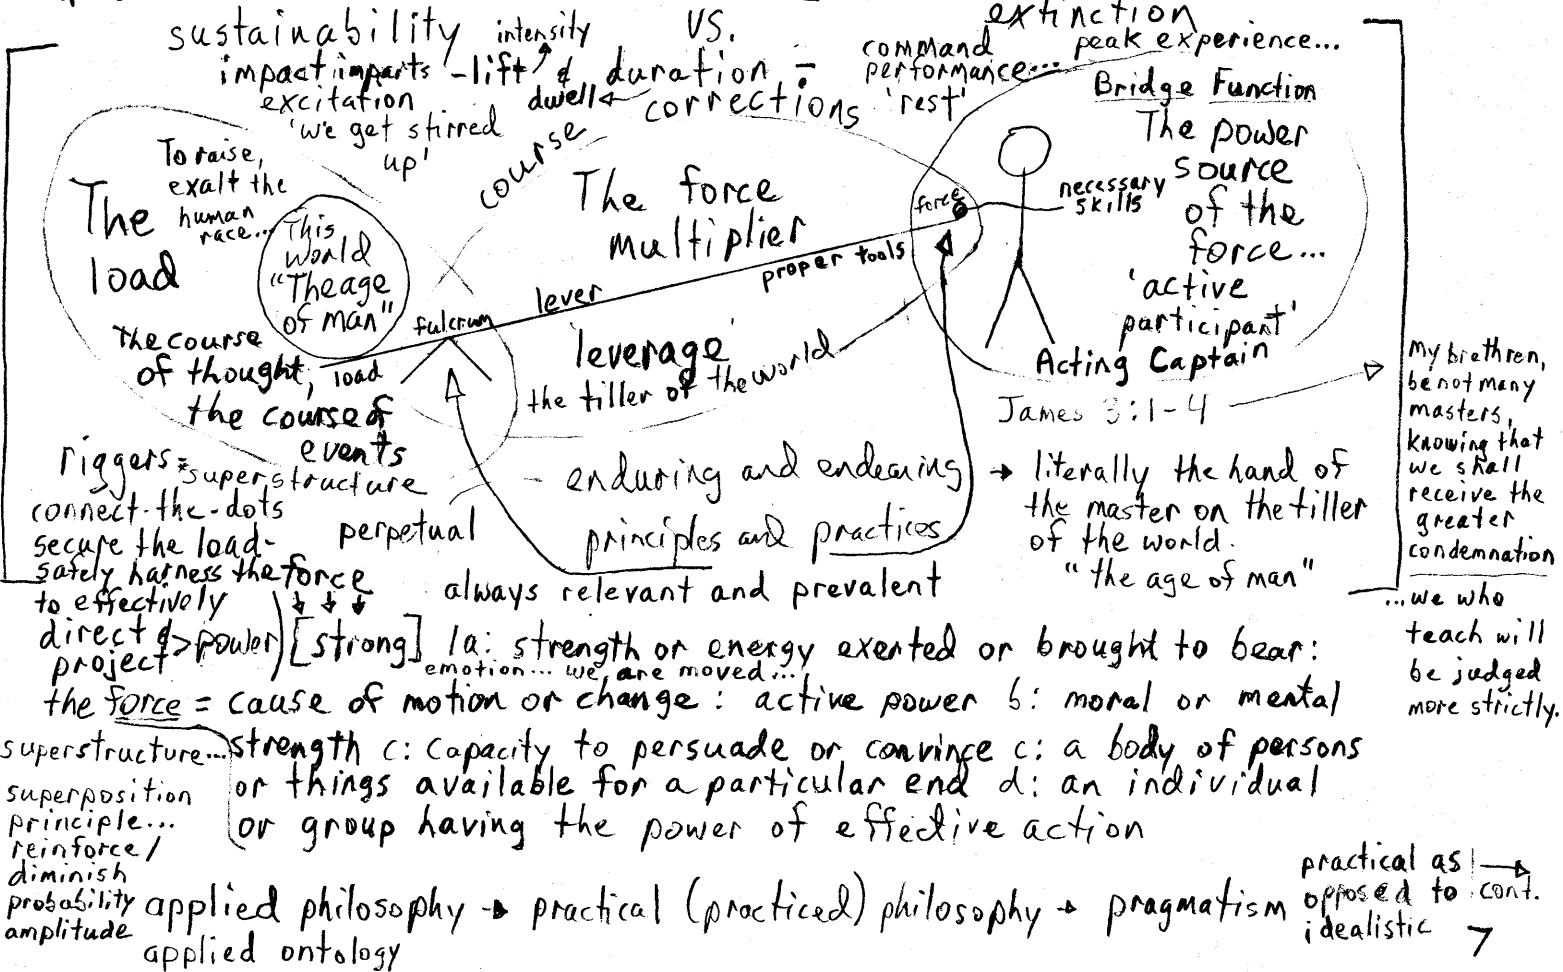 sustainability intensity vs. extinction
impact imparts - lift & duration, ÷ command peak experience...
excitation dwell corrections performance...
'we get stirred 'rest'
up'
course
Bridge Function
The power
source
of the
force...
'active
participant'
Acting Captain
To raise,
exalt the
human
race...
The
load
This
World
"The age
of man"
The force
multiplier
force
necessary
skills
proper tools
lever
fulcrum
load
'leverage'
the tiller of the world
the course
of thought,
the course of
events
James 3:1-4
My brethren,
be not many
masters,
knowing that
we shall
receive the
greater
condemnation
...we who
teach will
be judged
more strictly.
riggers=
superstructure
connect-the-dots
secure the load-
safely harness the force
to effectively
direct &
project > power)
perpetual
- enduring and endearing
principles and practices
always relevant and prevalent
→ literally the hand of
the master on the tiller
of the world.
"the age of man"
[strong] 1a: strength or energy exerted or brought to bear:
emotion... we are moved...
the force = cause of motion or change: active power b: moral or mental
strength c: capacity to persuade or convince c: a body of persons
or things available for a particular end d: an individual
or group having the power of effective action
superstructure...
superposition
principle...
reinforce/
diminish
probability
amplitude
applied philosophy → practical (practiced) philosophy → pragmatism
applied ontology
practical as
opposed to
idealistic
cont.
7